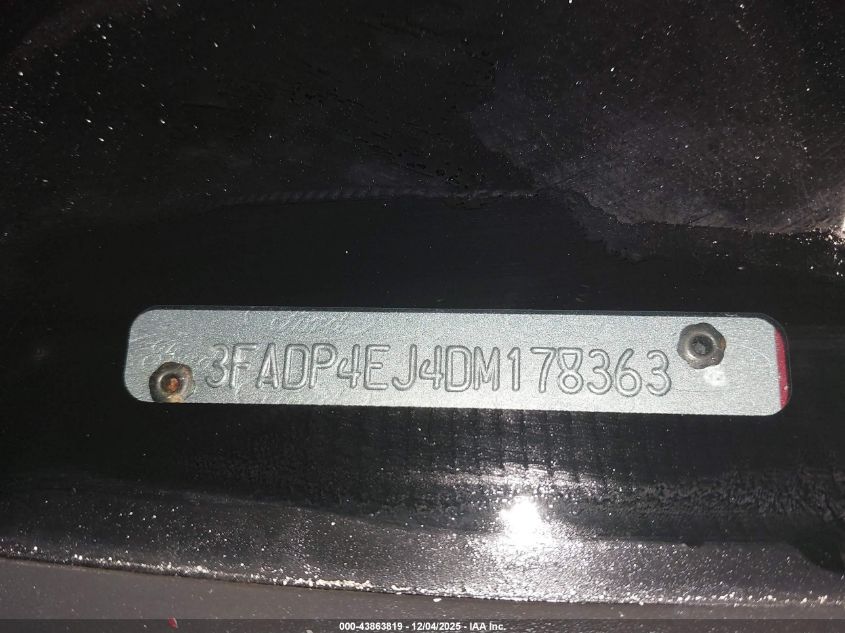 3FADP4EJ4DM178363
000-43863819 - 12/04/2025 - IAA Inc.